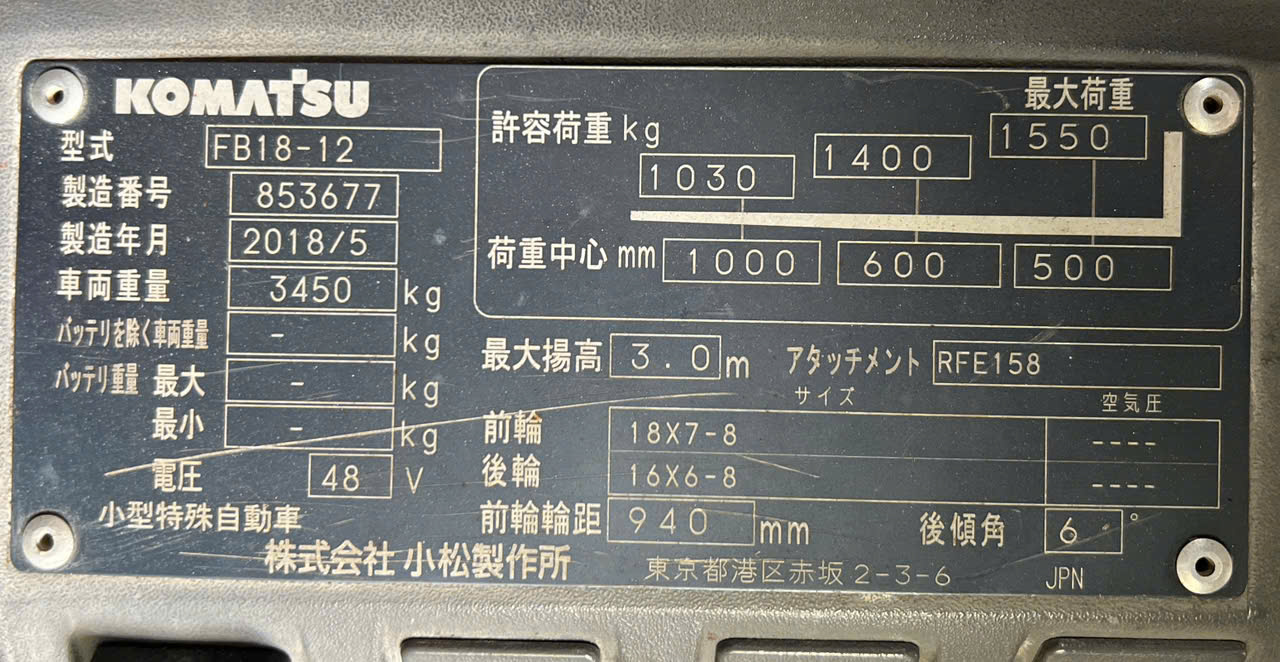 KOMATSU
型式 FB18-12
製造番号 853677
製造年月 2018/5
車両重量 3450 kg
バッテリを除く車両重量 - kg
バッテリ重量 最大 - kg
最小 - kg
電圧 48 V
小型特殊自動車
最大荷重
許容荷重 kg 1030 1400 1550
荷重中心 mm 1000 600 500
最大揚高 3.0 m アタッチメント RFE158
サイズ 空気圧
前輪 18X7-8 ----
後輪 16X6-8 ----
前輪輪距 940 mm 後傾角 6°
株式会社 小松製作所 東京都港区赤坂2-3-6 JPN